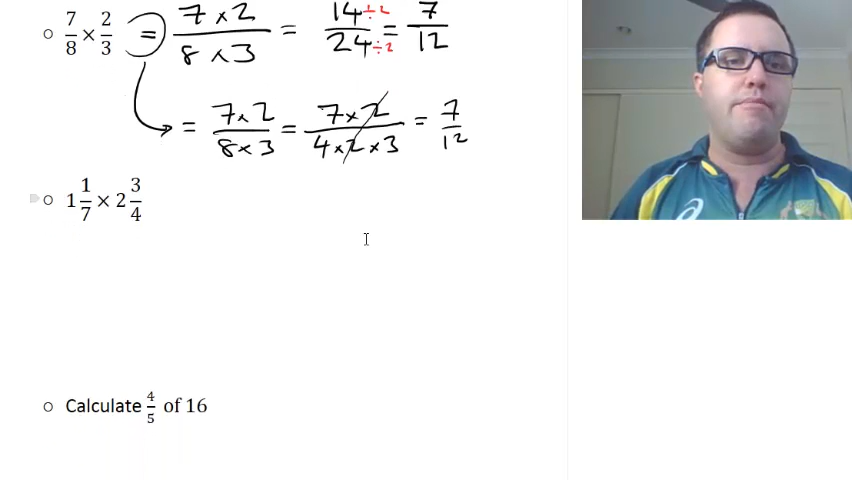 ○ 7/8 × 2/3 = (7 × 2)/(8 × 3) = (14 ÷2)/(24 ÷2) = 7/12
= (7 × 2)/(8 × 3) = (7 × 2)/(4 × 2 × 3) = 7/12
○ 1 1/7 × 2 3/4
○ Calculate 4/5 of 16